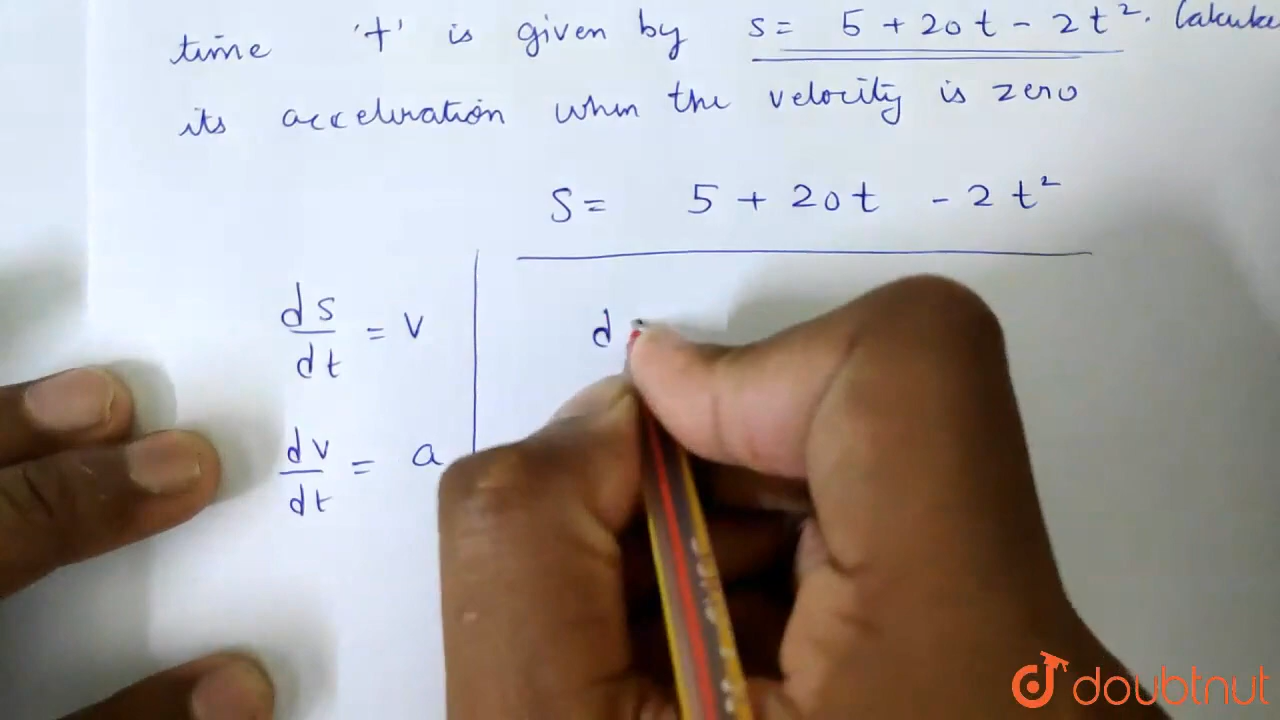 time 't' is given by s= 5 + 20t - 2t². Calculate
its acceleration when the velocity is zero
S= 5 + 20t - 2t²
ds/dt = v
d
dv/dt = a
doubtnut